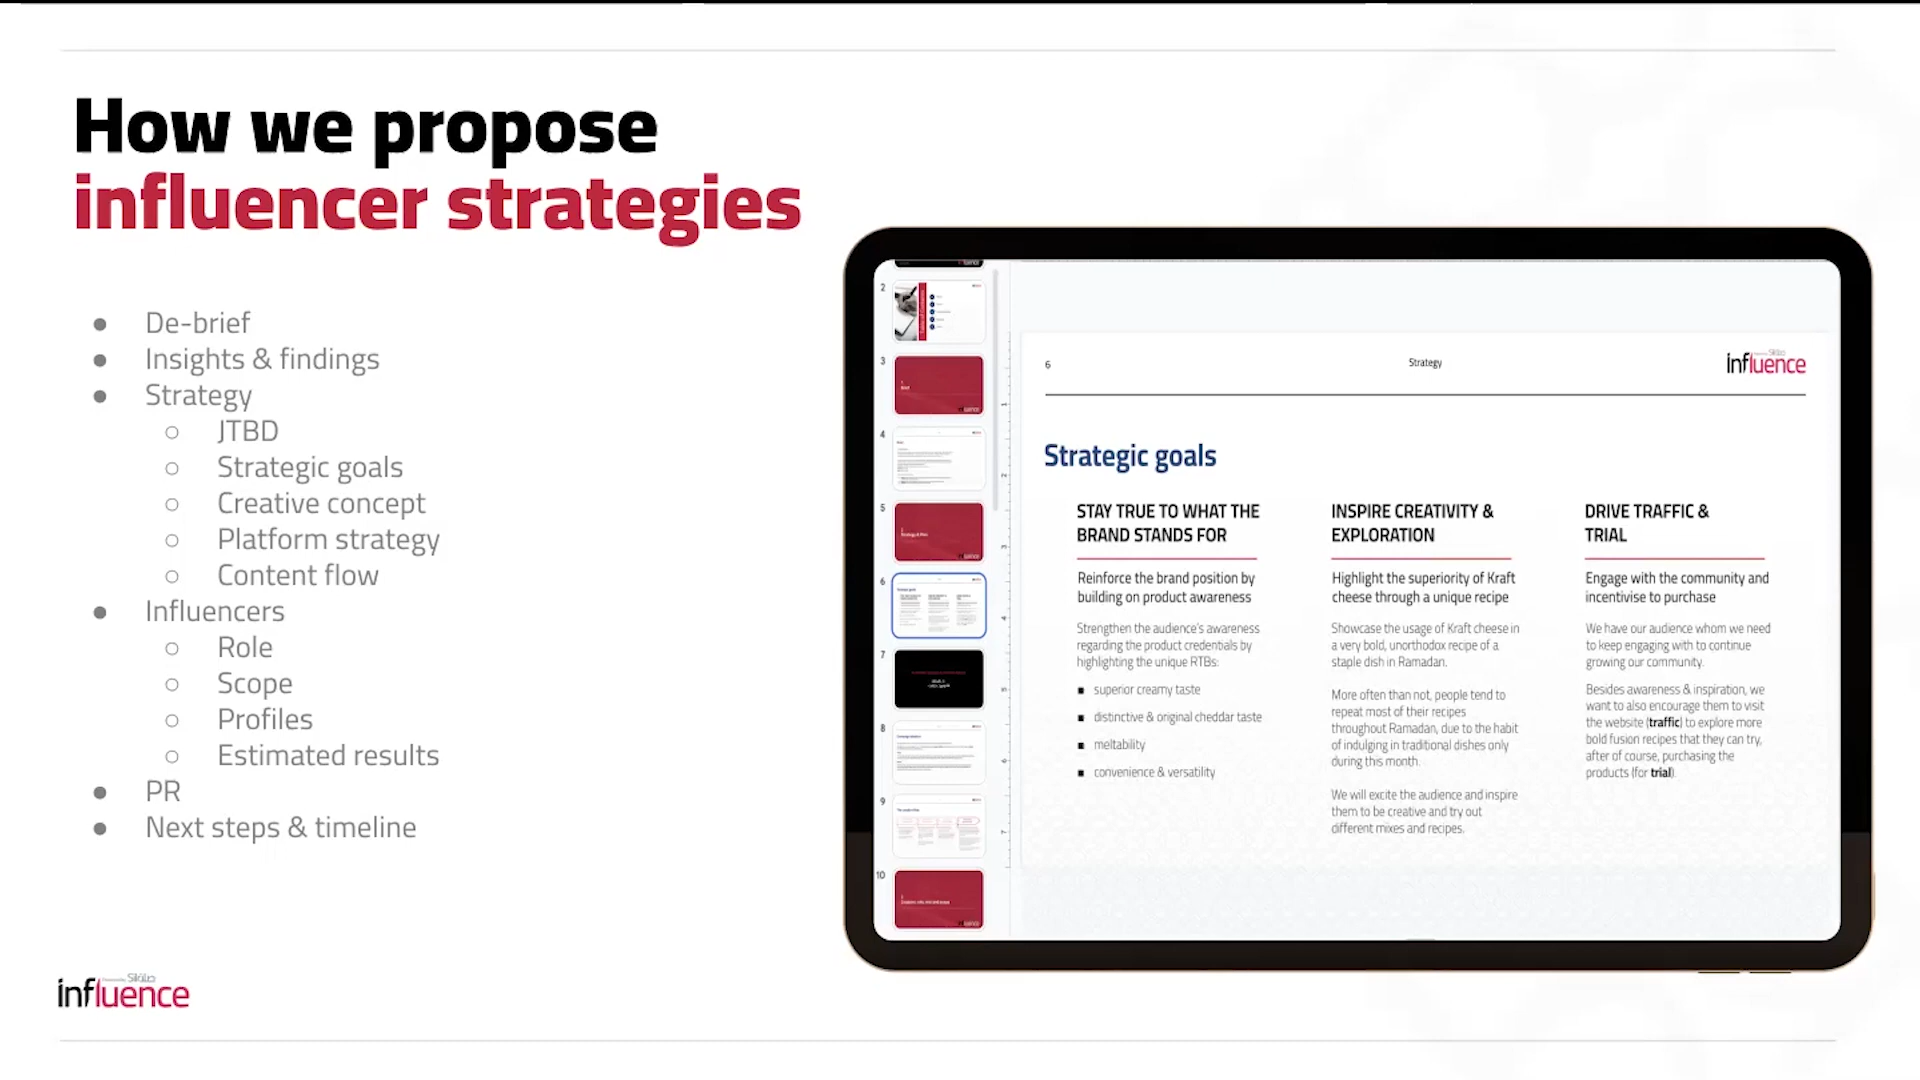 How we propose
influencer strategies
● De-brief
● Insights & findings
● Strategy
○ JTBD
○ Strategic goals
○ Creative concept
○ Platform strategy
○ Content flow
● Influencers
○ Role
○ Scope
○ Profiles
○ Estimated results
● PR
● Next steps & timeline
influence
2
3
4
5
6
7
8
9
10
6
Strategy
influence
Strategic goals
STAY TRUE TO WHAT THE
BRAND STANDS FOR
Reinforce the brand position by
building on product awareness
Strengthen the audience's awareness
regarding the product credentials by
highlighting the unique RTBs:
■ superior creamy taste
■ distinctive & original cheddar taste
■ meltability
■ convenience & versatility
INSPIRE CREATIVITY &
EXPLORATION
Highlight the superiority of Kraft
cheese through a unique recipe
Showcase the usage of Kraft cheese in
a very bold, unorthodox recipe of a
staple dish in Ramadan.
More often than not, people tend to
repeat most of their recipes
throughout Ramadan, due to the habit
of indulging in traditional dishes only
during this month.
We will excite the audience and inspire
them to be creative and try out
different mixes and recipes.
DRIVE TRAFFIC &
TRIAL
Engage with the community and
incentivise to purchase
We have our audience whom we need
to keep engaging with to continue
growing our community.
Besides awareness & inspiration, we
want to also encourage them to visit
the website (traffic) to explore more
bold fusion recipes that they can try,
after of course, purchasing the
products (for trial).